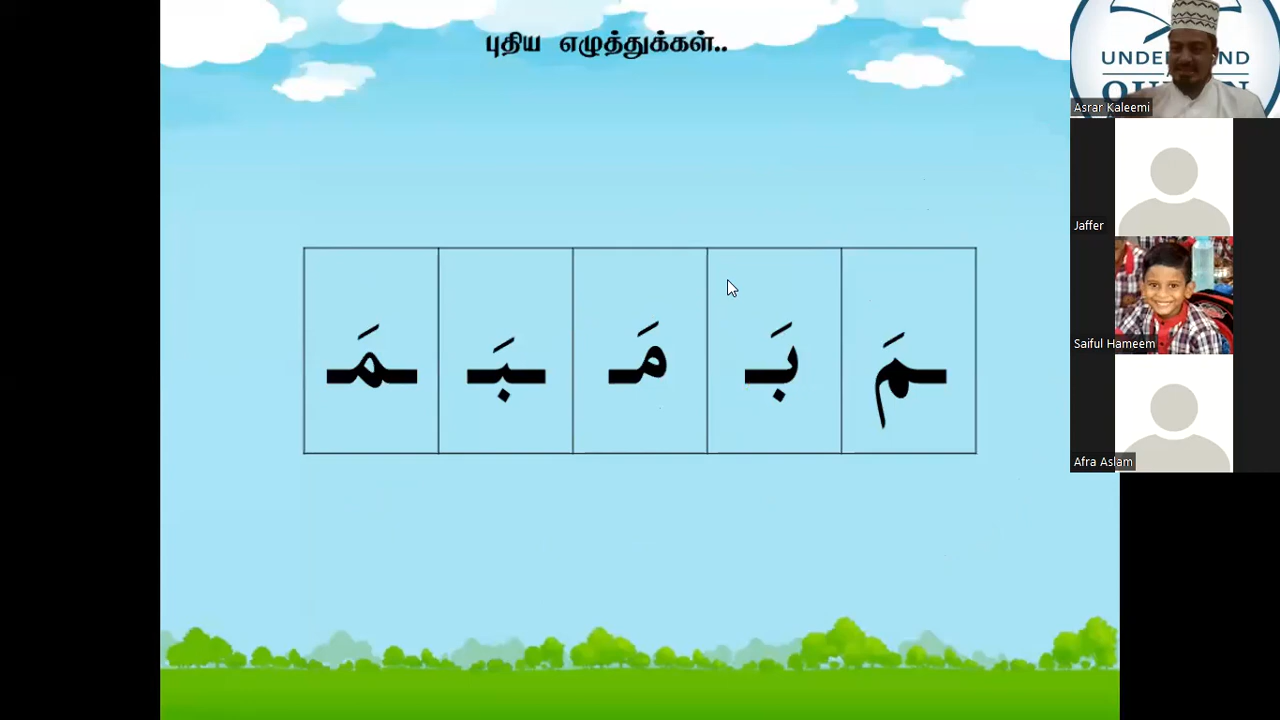 புதிய எழுத்துக்கள்..
ـمَ بَـ مَـ ـبَـ ـمَـ
Asrar Kaleemi
Jaffer
Saiful Hameem
Afra Aslam